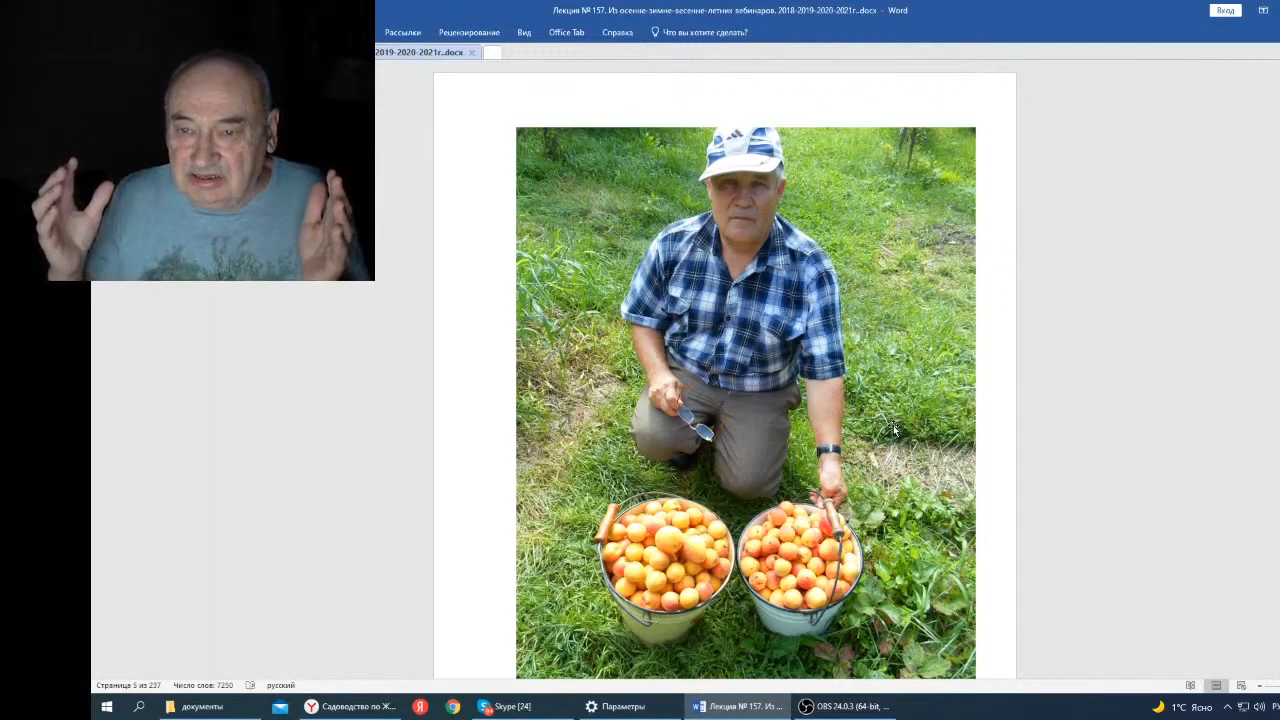 Лекция № 157. Из осенне-зимне-весенне-летних вебинаров. 2018-2019-2020-2021г..docx - Word
Вход
Рассылки Рецензирование Вид Office Tab Справка Что вы хотите сделать?
2019-2020-2021г..docx
Страница 5 из 237 Число слов: 7250 русский
документы Садоводство по Ж... Skype [24] Параметры Лекция № 157. Из ... OBS 24.0.3 (64-bit, ... 1°C Ясно